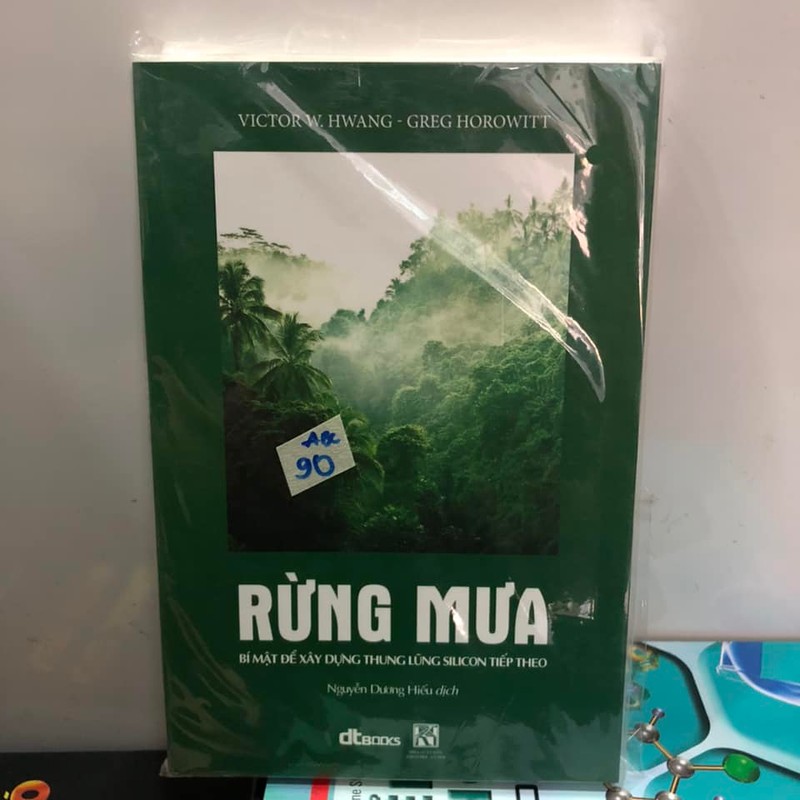 VICTOR W. HWANG - GREG HOROWITT
ABC
90
RỪNG MƯA
BÍ MẬT ĐỂ XÂY DỰNG THUNG LŨNG SILICON TIẾP THEO
Nguyễn Dương Hiếu dịch
dtBOOKS